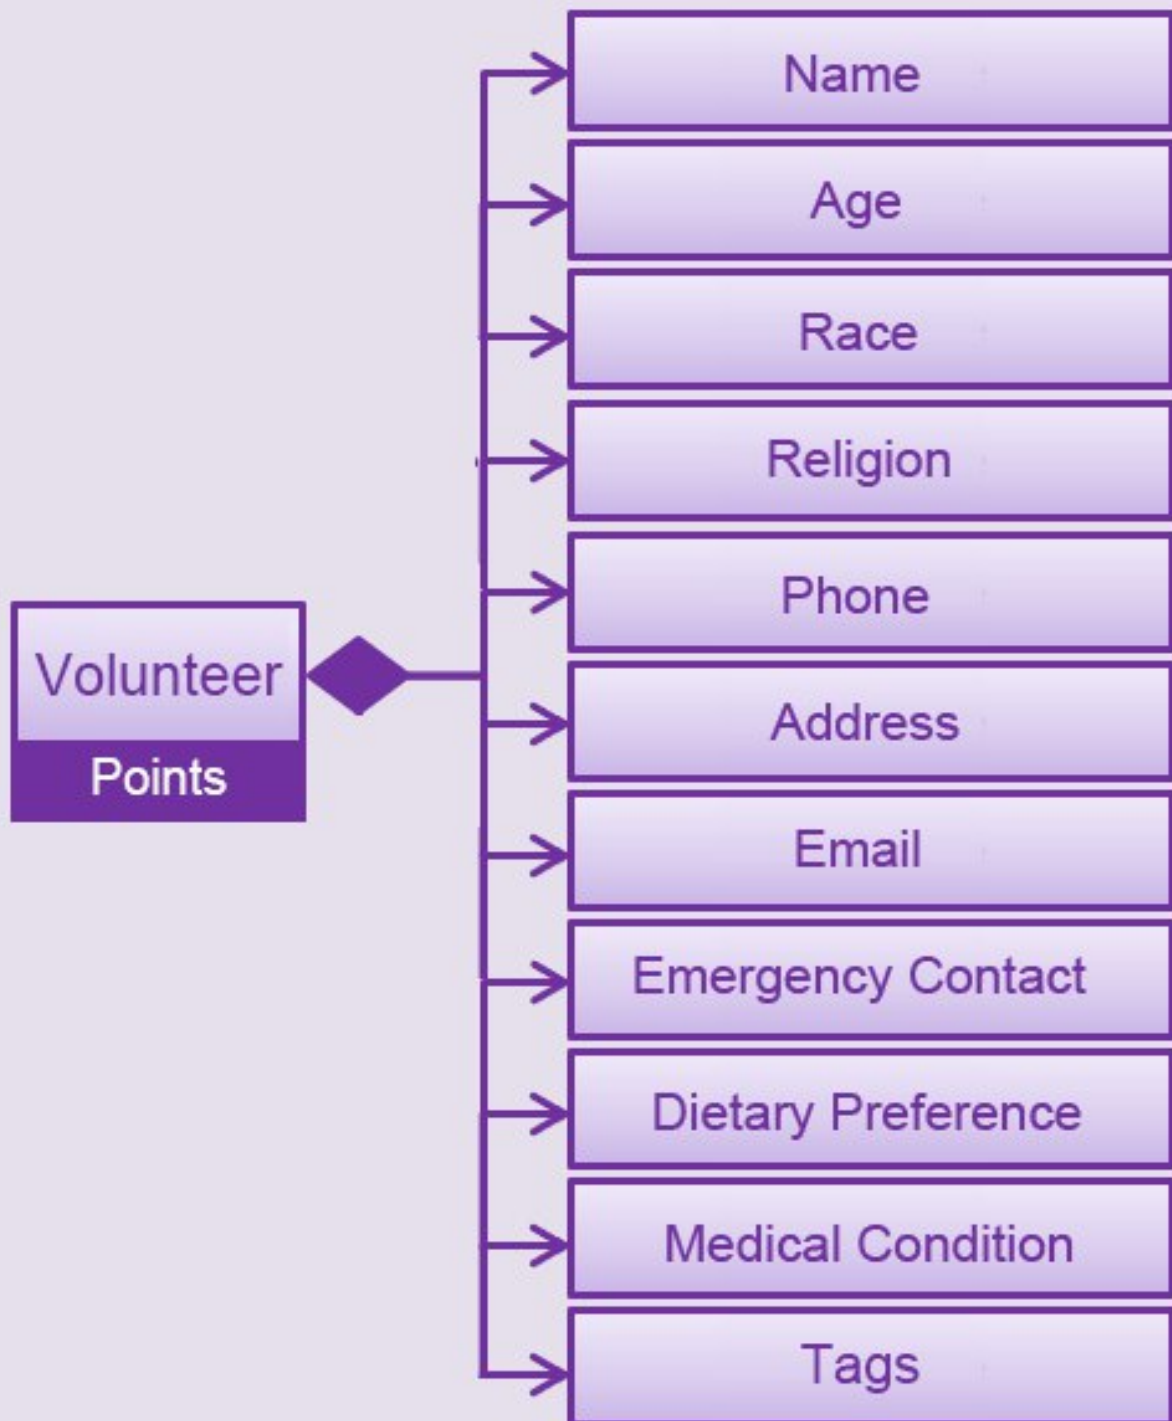 Name
Age
Race
Religion
Phone
Volunteer
Points
Address
Email
Emergency Contact
Dietary Preference
Medical Condition
Tags